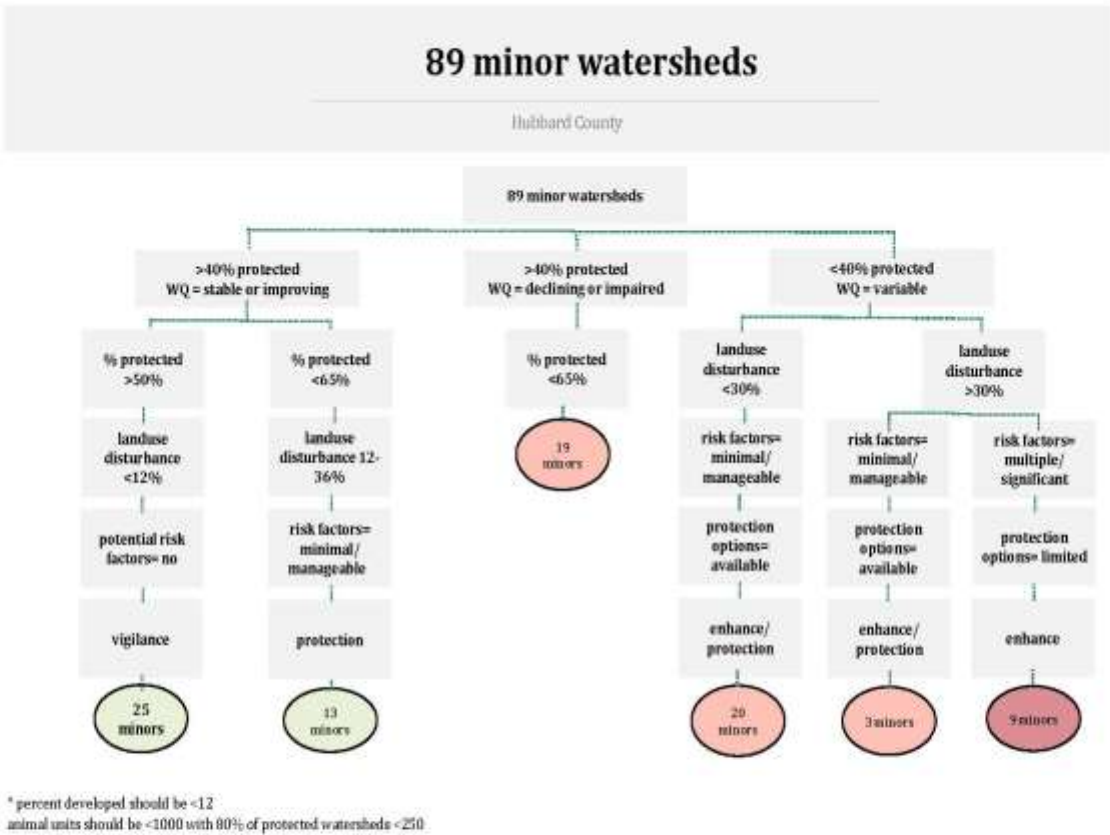 89 minor watersheds
Hubbard County
89 minor watersheds
>40% protected
WQ = stable or improving
>40% protected
WQ = declining or impaired
<40% protected
WQ = variable
% protected
>50%
% protected
<65%
% protected
<65%
landuse
disturbance
<30%
landuse
disturbance
>30%
landuse
disturbance
<12%
landuse
disturbance 12-
36%
19
minors
risk factors=
minimal/
manageable
risk factors=
minimal/
manageable
risk factors=
multiple/
significant
potential risk
factors= no
risk factors=
minimal/
manageable
protection
options=
available
protection
options=
available
protection
options= limited
vigilance
protection
enhance/
protection
enhance/
protection
enhance
25
minors
13
minors
20
minors
3 minors
9 minors
* percent developed should be <12
animal units should be <1000 with 80% of protected watersheds <250